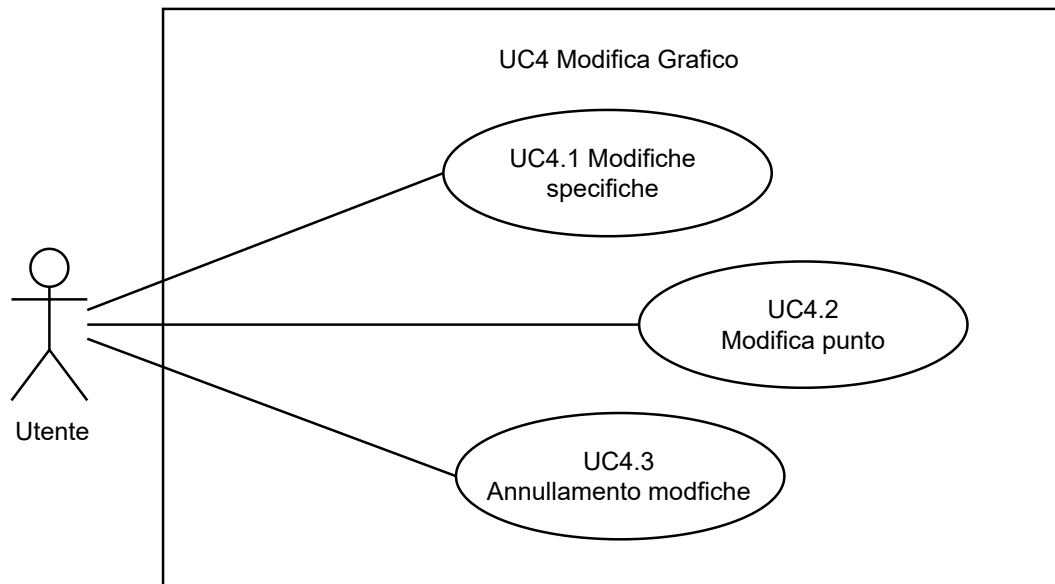 UC4 Modifica Grafico
UC4.1 Modifiche
specifiche
UC4.2
Modifica punto
Utente
UC4.3
Annullamento modfiche